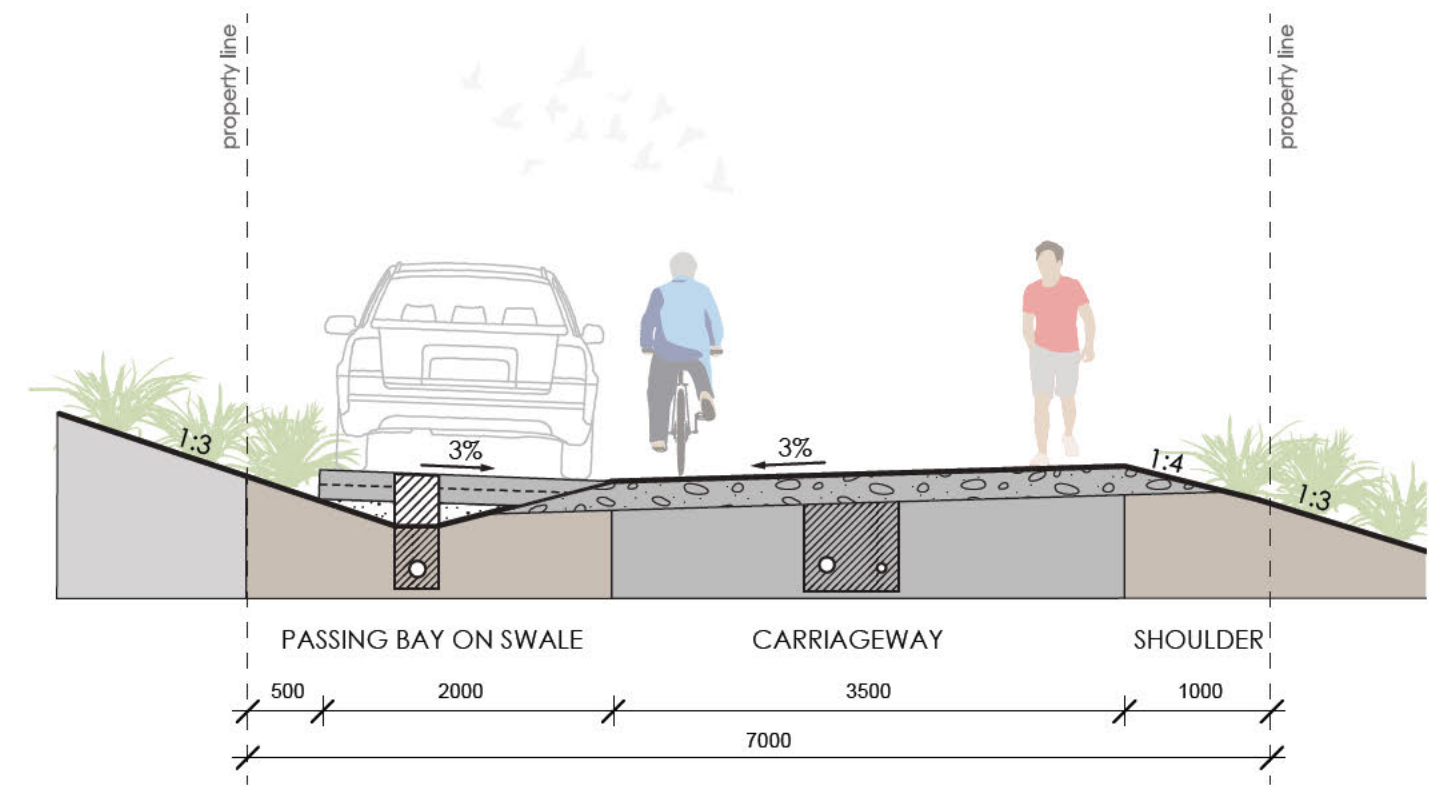 property line
property line
1:3
3%
3%
1:4
1:3
PASSING BAY ON SWALE
CARRIAGEWAY
SHOULDER
500
2000
3500
1000
7000